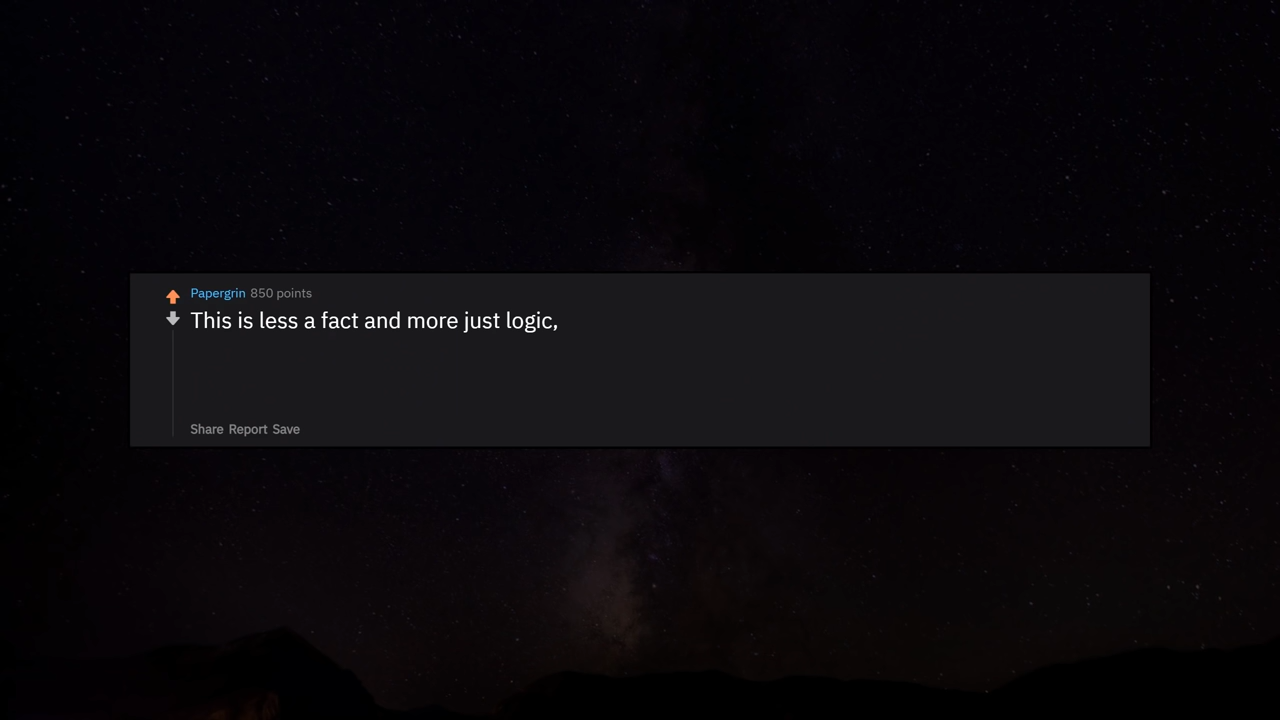 Papergrin 850 points
This is less a fact and more just logic,
Share Report Save